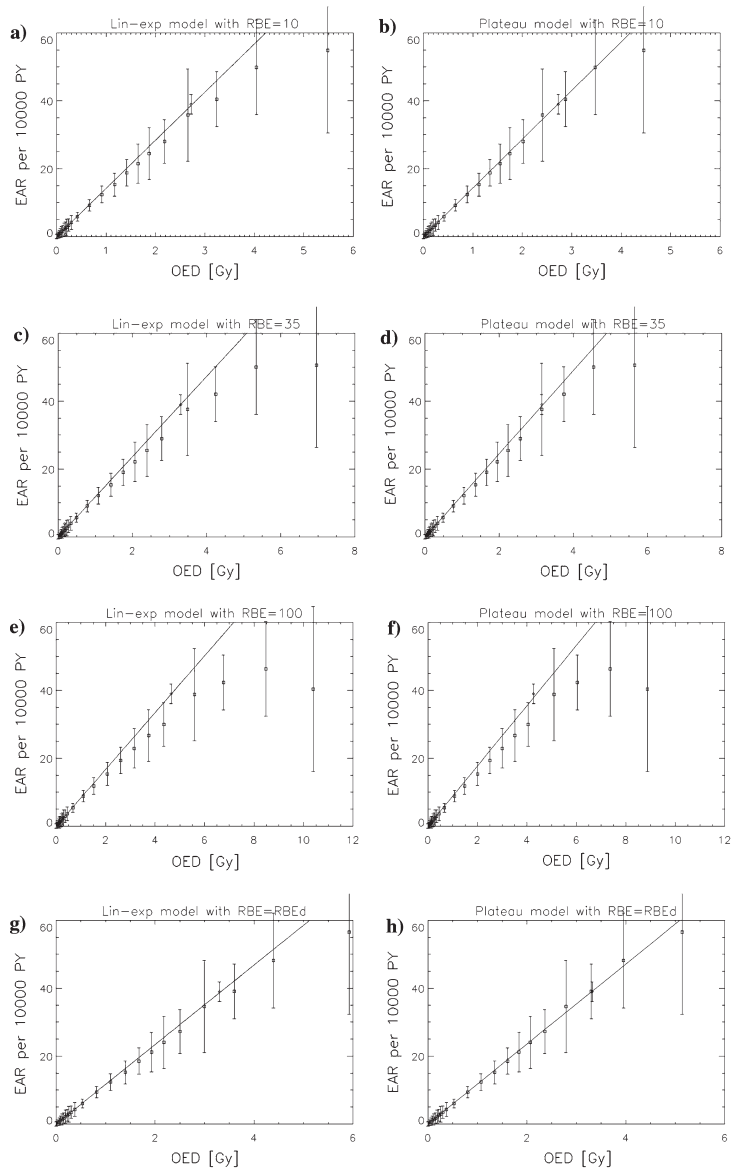 a)
Lin-exp model with RBE=10
EAR per 10000 PY
60
40
20
0
0 1 2 3 4 5 6
OED [Gy]
b)
Plateau model with RBE=10
EAR per 10000 PY
60
40
20
0
0 1 2 3 4 5 6
OED [Gy]
c)
Lin-exp model with RBE=35
EAR per 10000 PY
60
40
20
0
0 2 4 6 8
OED [Gy]
d)
Plateau model with RBE=35
EAR per 10000 PY
60
40
20
0
0 2 4 6 8
OED [Gy]
e)
Lin-exp model with RBE=100
EAR per 10000 PY
60
40
20
0
0 2 4 6 8 10 12
OED [Gy]
f)
Plateau model with RBE=100
EAR per 10000 PY
60
40
20
0
0 2 4 6 8 10 12
OED [Gy]
g)
Lin-exp model with RBE=RBEd
EAR per 10000 PY
60
40
20
0
0 2 4 6
OED [Gy]
h)
Plateau model with RBE=RBEd
EAR per 10000 PY
60
40
20
0
0 2 4 6
OED [Gy]